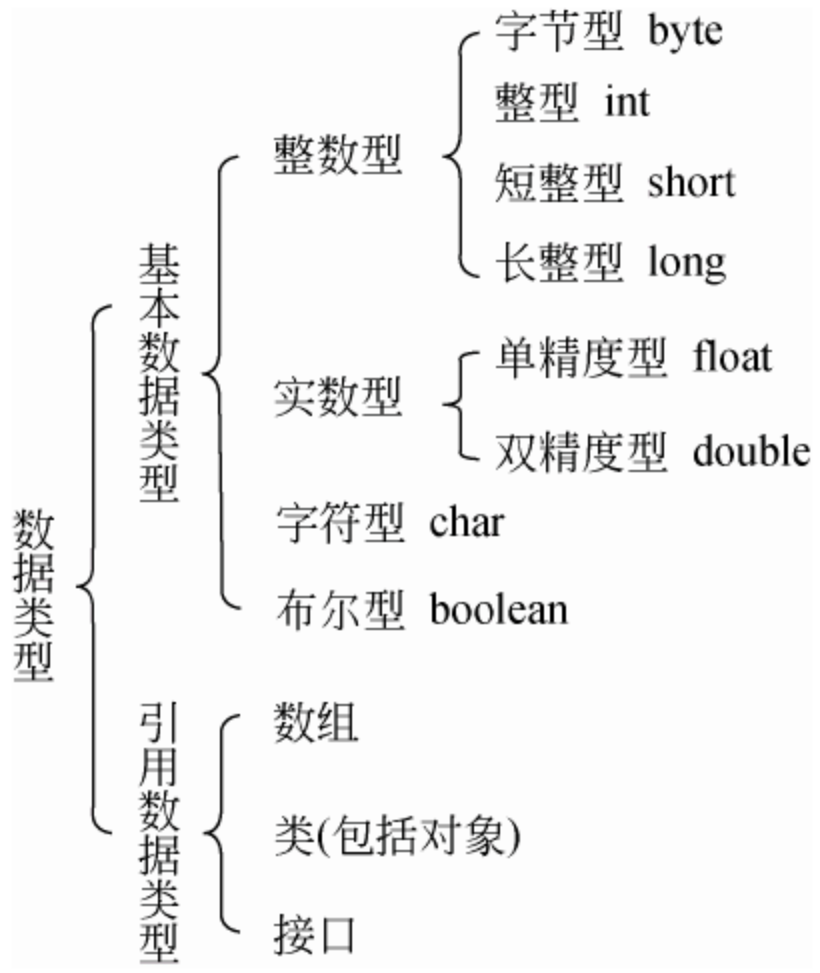 数据类型
基本数据类型
整数型
字节型 byte
整型 int
短整型 short
长整型 long
实数型
单精度型 float
双精度型 double
字符型 char
布尔型 boolean
引用数据类型
数组
类(包括对象)
接口